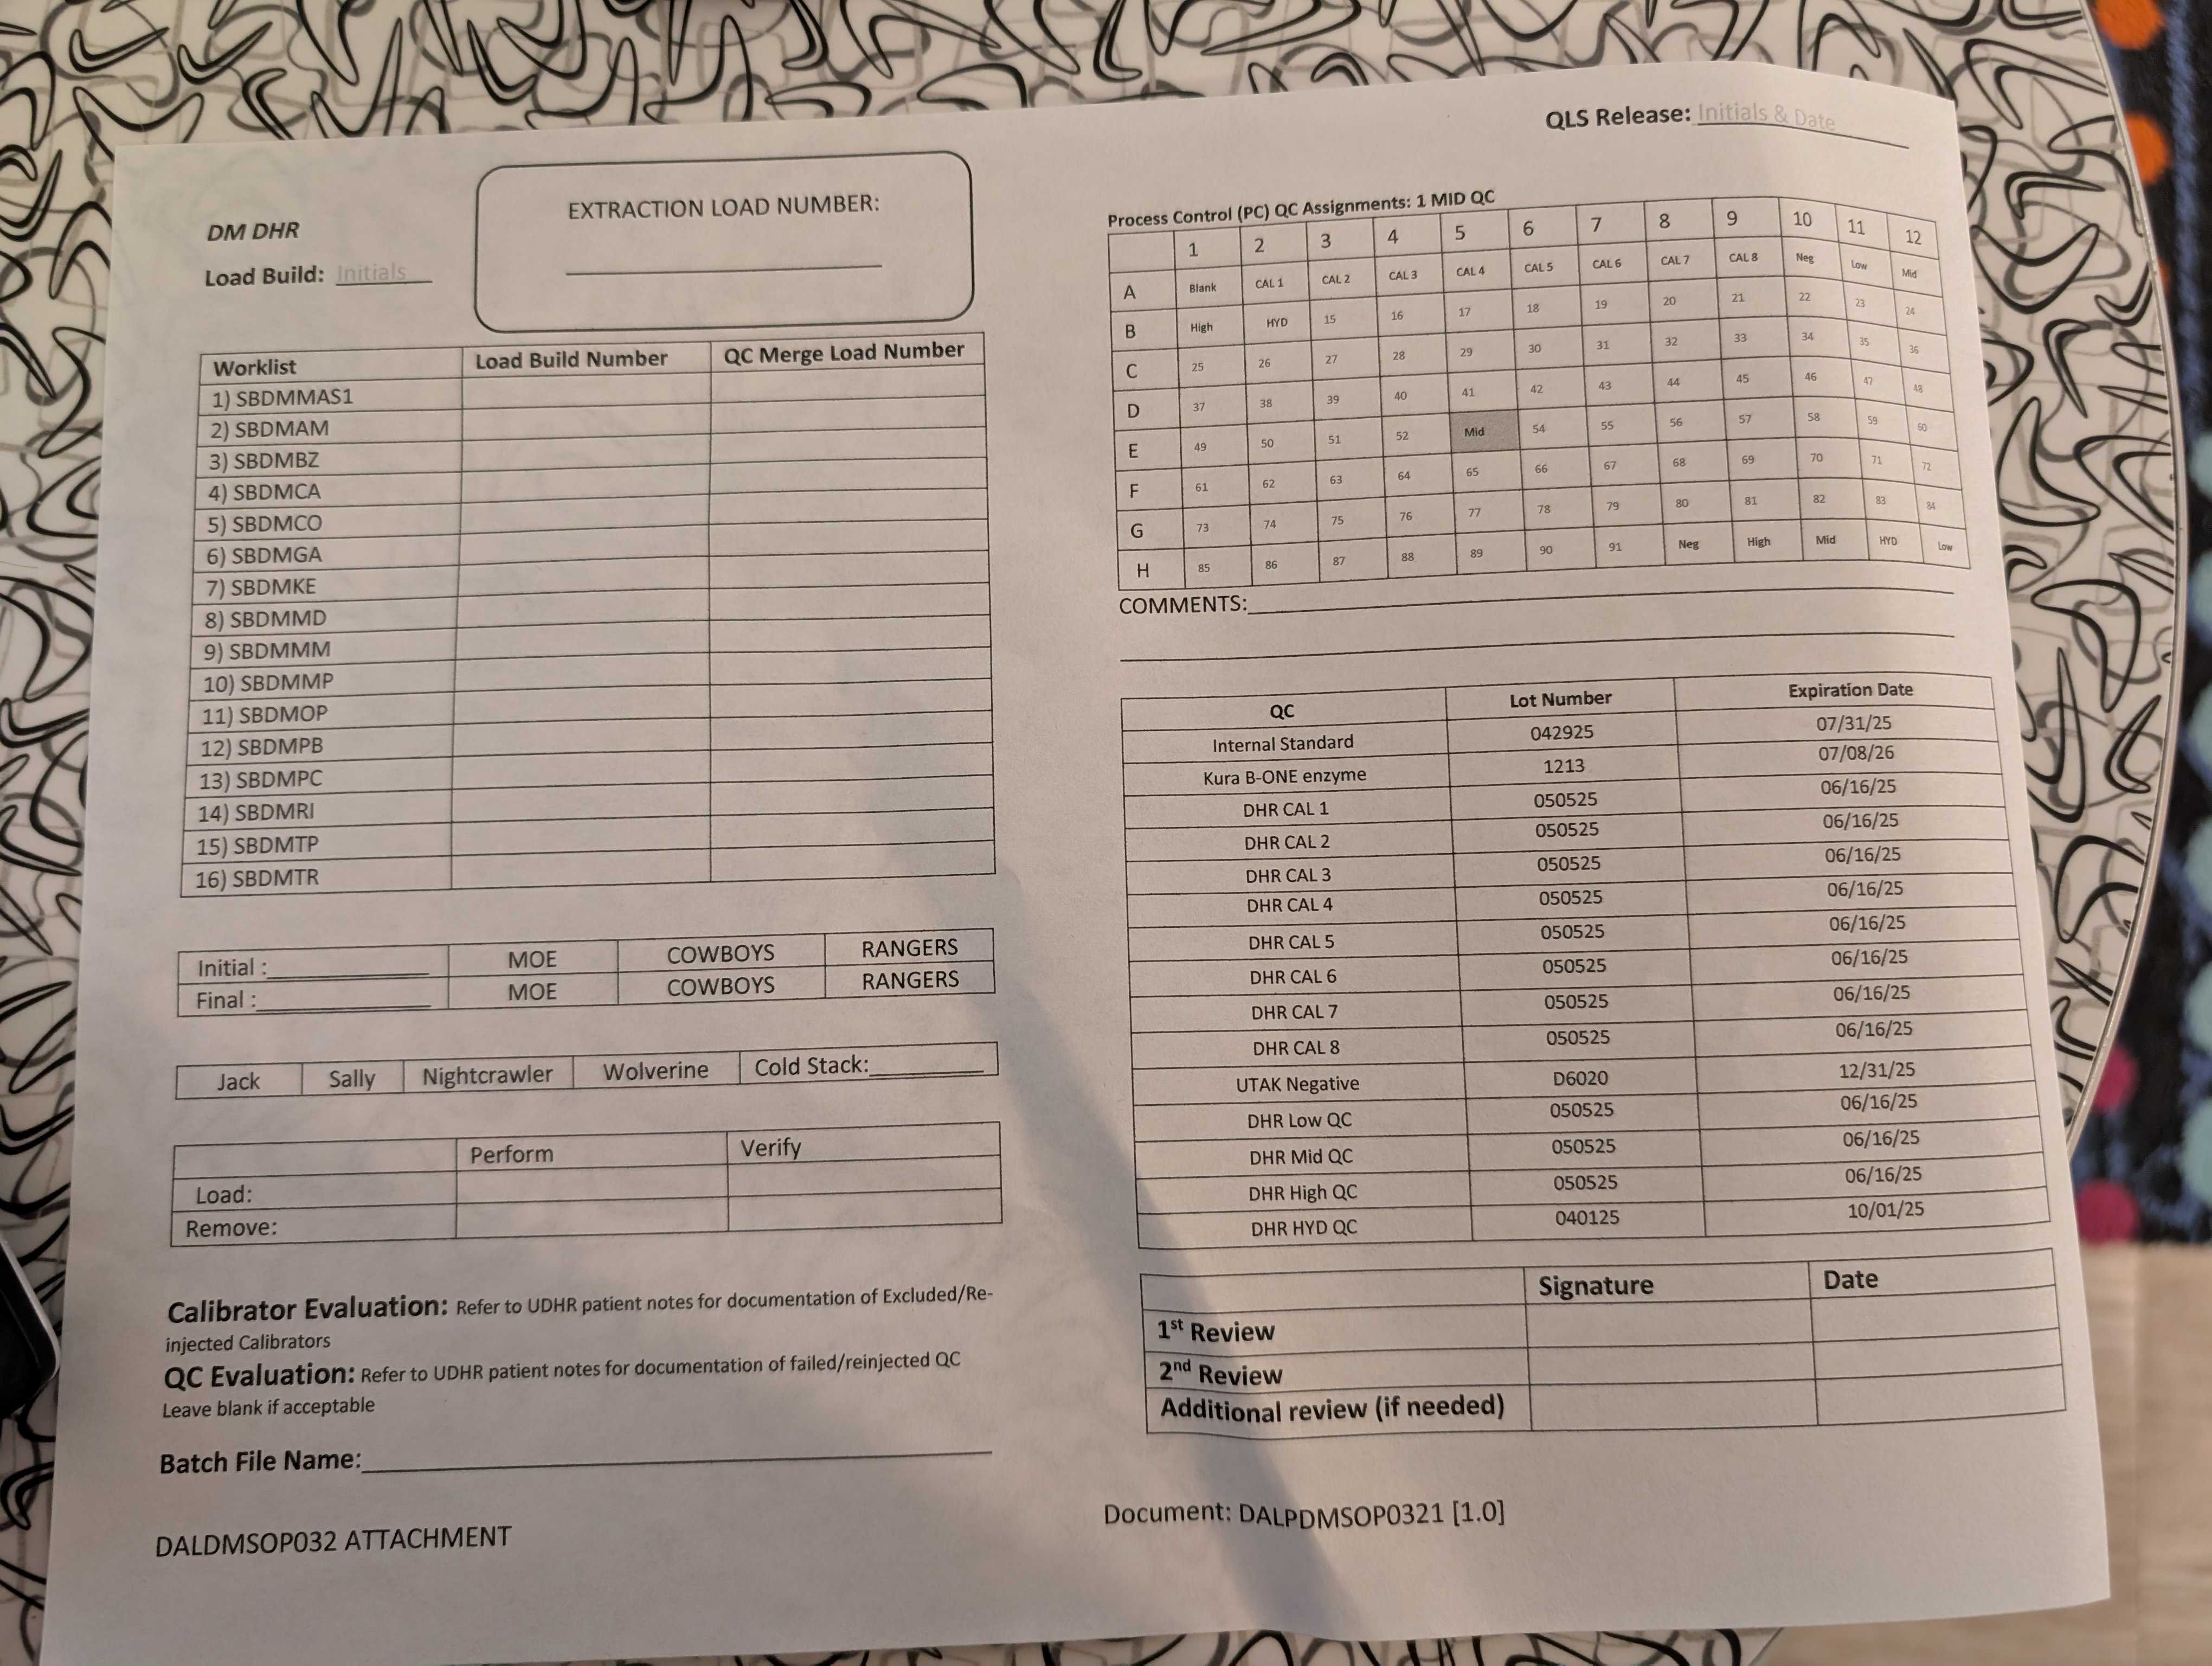 QLS Release: Initials & Date
DM DHR
Load Build: Initials
EXTRACTION LOAD NUMBER:
Worklist Load Build Number QC Merge Load Number
1) SBDMMAS1
2) SBDMAM
3) SBDMBZ
4) SBDMCA
5) SBDMCO
6) SBDMGA
7) SBDMKE
8) SBDMMD
9) SBDMMM
10) SBDMMP
11) SBDMOP
12) SBDMPB
13) SBDMPC
14) SBDMRI
15) SBDMTP
16) SBDMTR
Initial : MOE COWBOYS RANGERS
Final : MOE COWBOYS RANGERS
Jack Sally Nightcrawler Wolverine Cold Stack:
Perform Verify
Load:
Remove:
Calibrator Evaluation: Refer to UDHR patient notes for documentation of Excluded/Re-
injected Calibrators
QC Evaluation: Refer to UDHR patient notes for documentation of failed/reinjected QC
Leave blank if acceptable
Batch File Name:
DALDMSOP032 ATTACHMENT
Process Control (PC) QC Assignments: 1 MID QC
1 2 3 4 5 6 7 8 9 10 11 12
A Blank CAL 1 CAL 2 CAL 3 CAL 4 CAL 5 CAL 6 CAL 7 CAL 8 Neg Low Mid
B High HYD 15 16 17 18 19 20 21 22 23 24
C 25 26 27 28 29 30 31 32 33 34 35 36
D 37 38 39 40 41 42 43 44 45 46 47 48
E 49 50 51 52 Mid 54 55 56 57 58 59 60
F 61 62 63 64 65 66 67 68 69 70 71 72
G 73 74 75 76 77 78 79 80 81 82 83 84
H 85 86 87 88 89 90 91 Neg High Mid HYD Low
COMMENTS:
QC Lot Number Expiration Date
Internal Standard 042925 07/31/25
Kura B-ONE enzyme 1213 07/08/26
DHR CAL 1 050525 06/16/25
DHR CAL 2 050525 06/16/25
DHR CAL 3 050525 06/16/25
DHR CAL 4 050525 06/16/25
DHR CAL 5 050525 06/16/25
DHR CAL 6 050525 06/16/25
DHR CAL 7 050525 06/16/25
DHR CAL 8 050525 06/16/25
UTAK Negative D6020 12/31/25
DHR Low QC 050525 06/16/25
DHR Mid QC 050525 06/16/25
DHR High QC 050525 06/16/25
DHR HYD QC 040125 10/01/25
Signature Date
1st Review
2nd Review
Additional review (if needed)
Document: DALPDMSOP0321 [1.0]